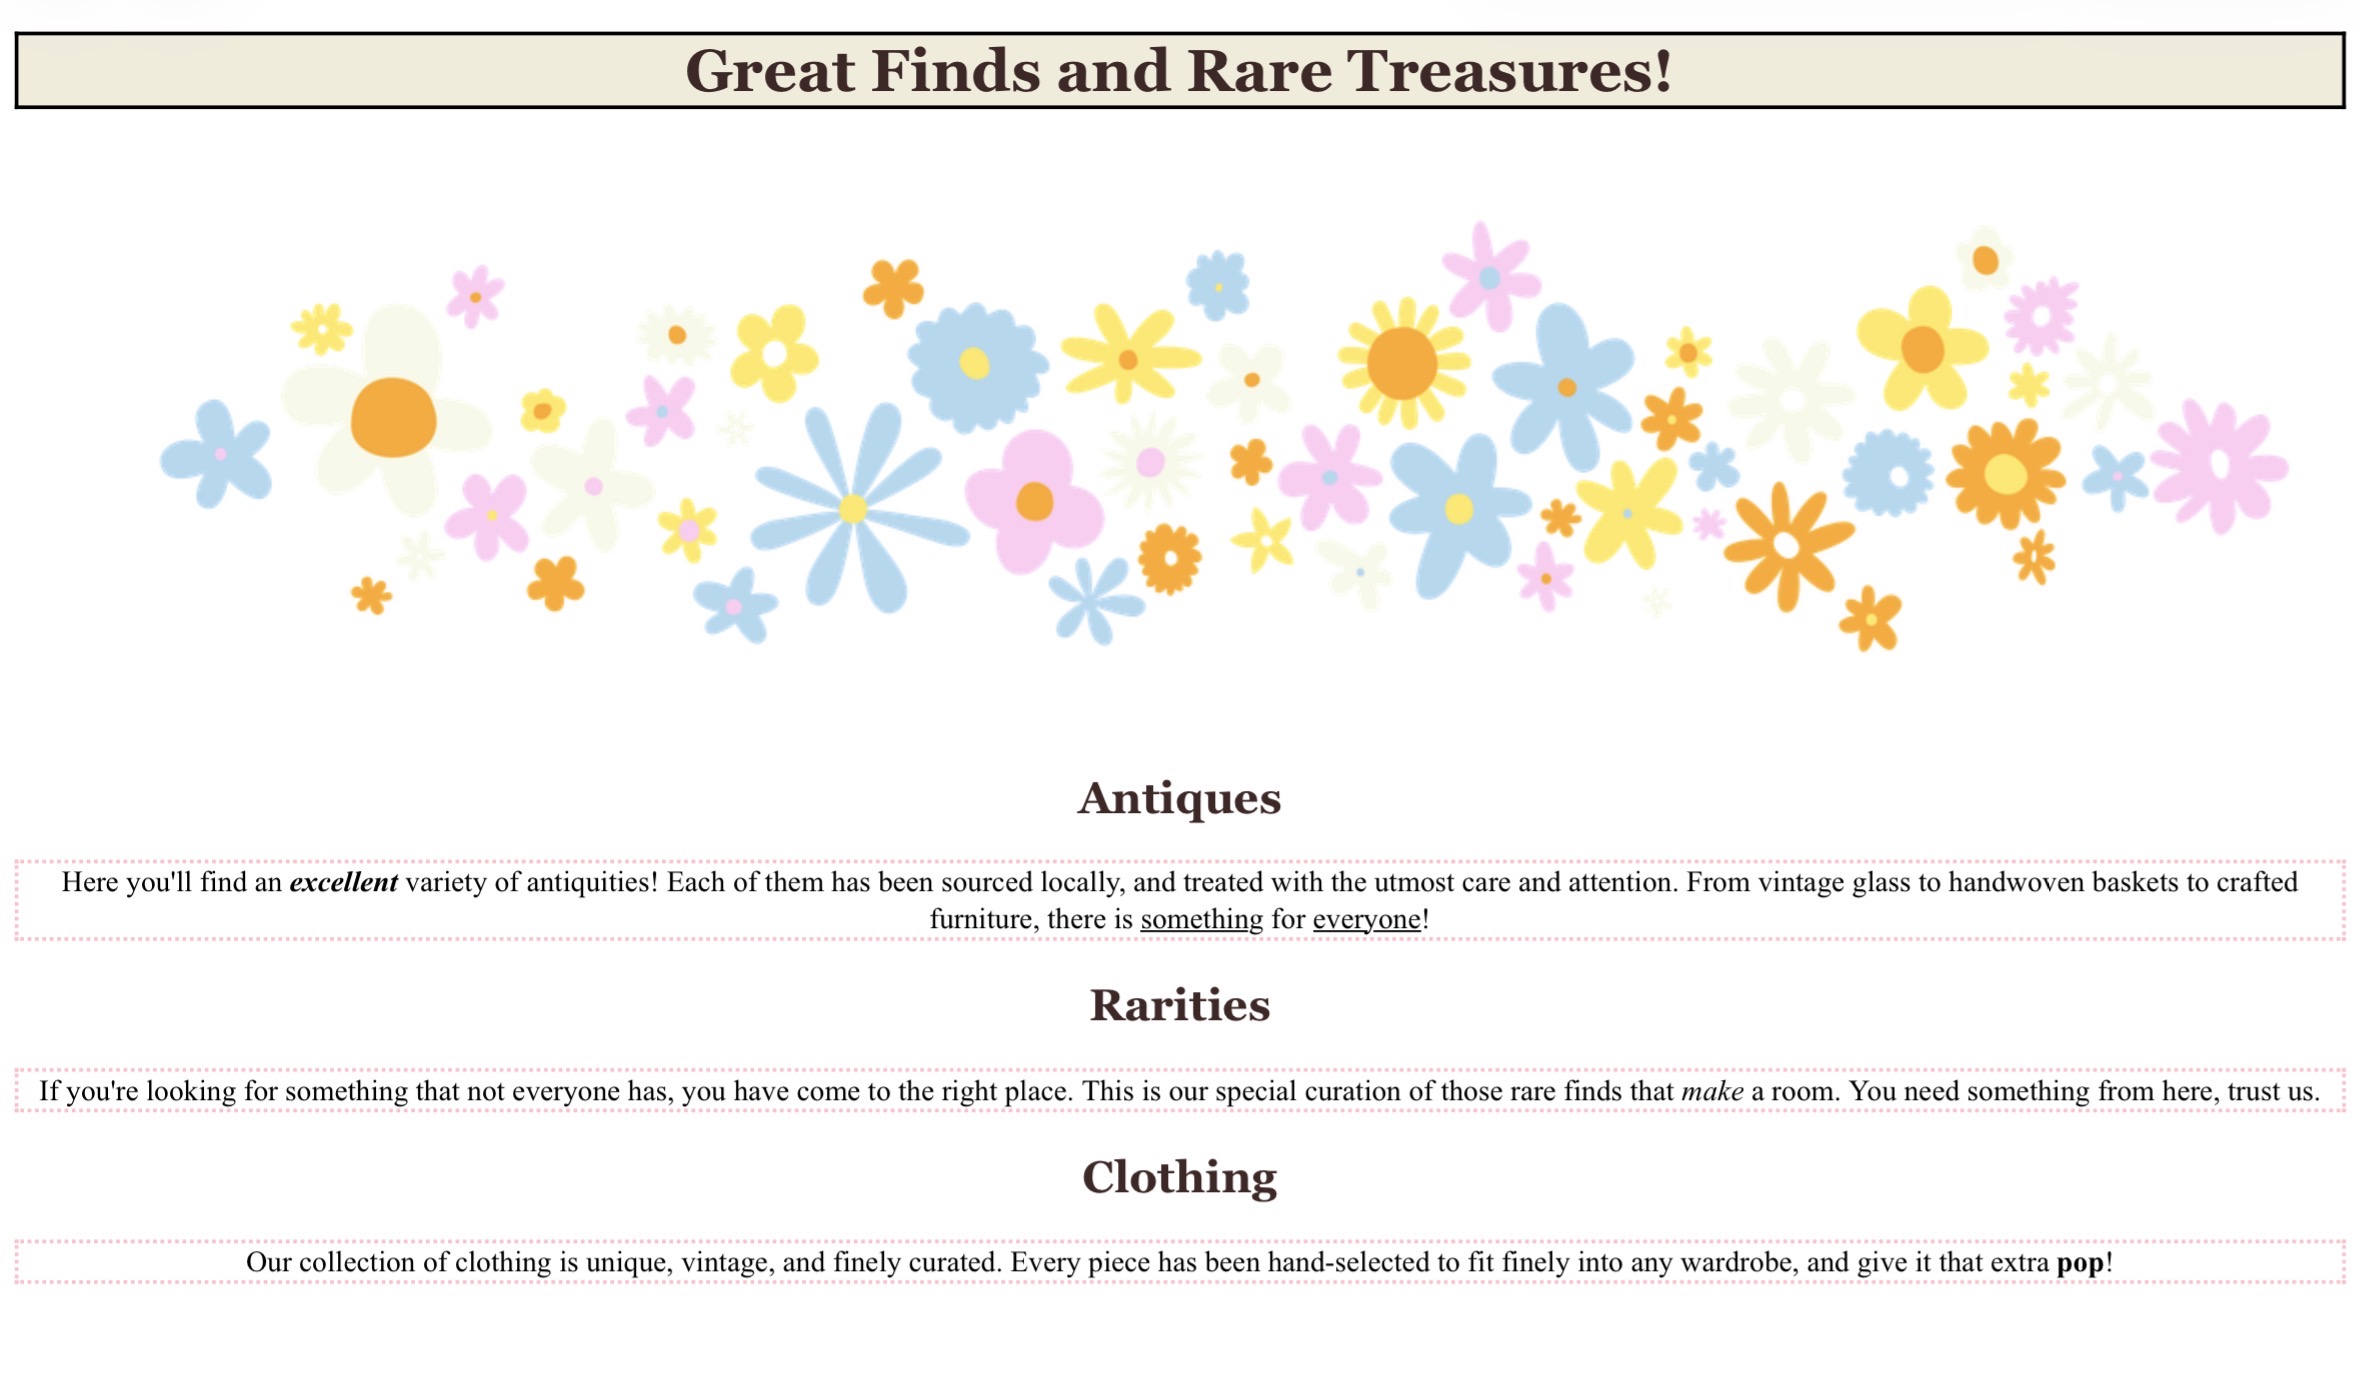 Great Finds and Rare Treasures!
Antiques
Here you'll find an excellent variety of antiquities! Each of them has been sourced locally, and treated with the utmost care and attention. From vintage glass to handwoven baskets to crafted
furniture, there is something for everyone!
Rarities
If you're looking for something that not everyone has, you have come to the right place. This is our special curation of those rare finds that make a room. You need something from here, trust us.
Clothing
Our collection of clothing is unique, vintage, and finely curated. Every piece has been hand-selected to fit finely into any wardrobe, and give it that extra pop!